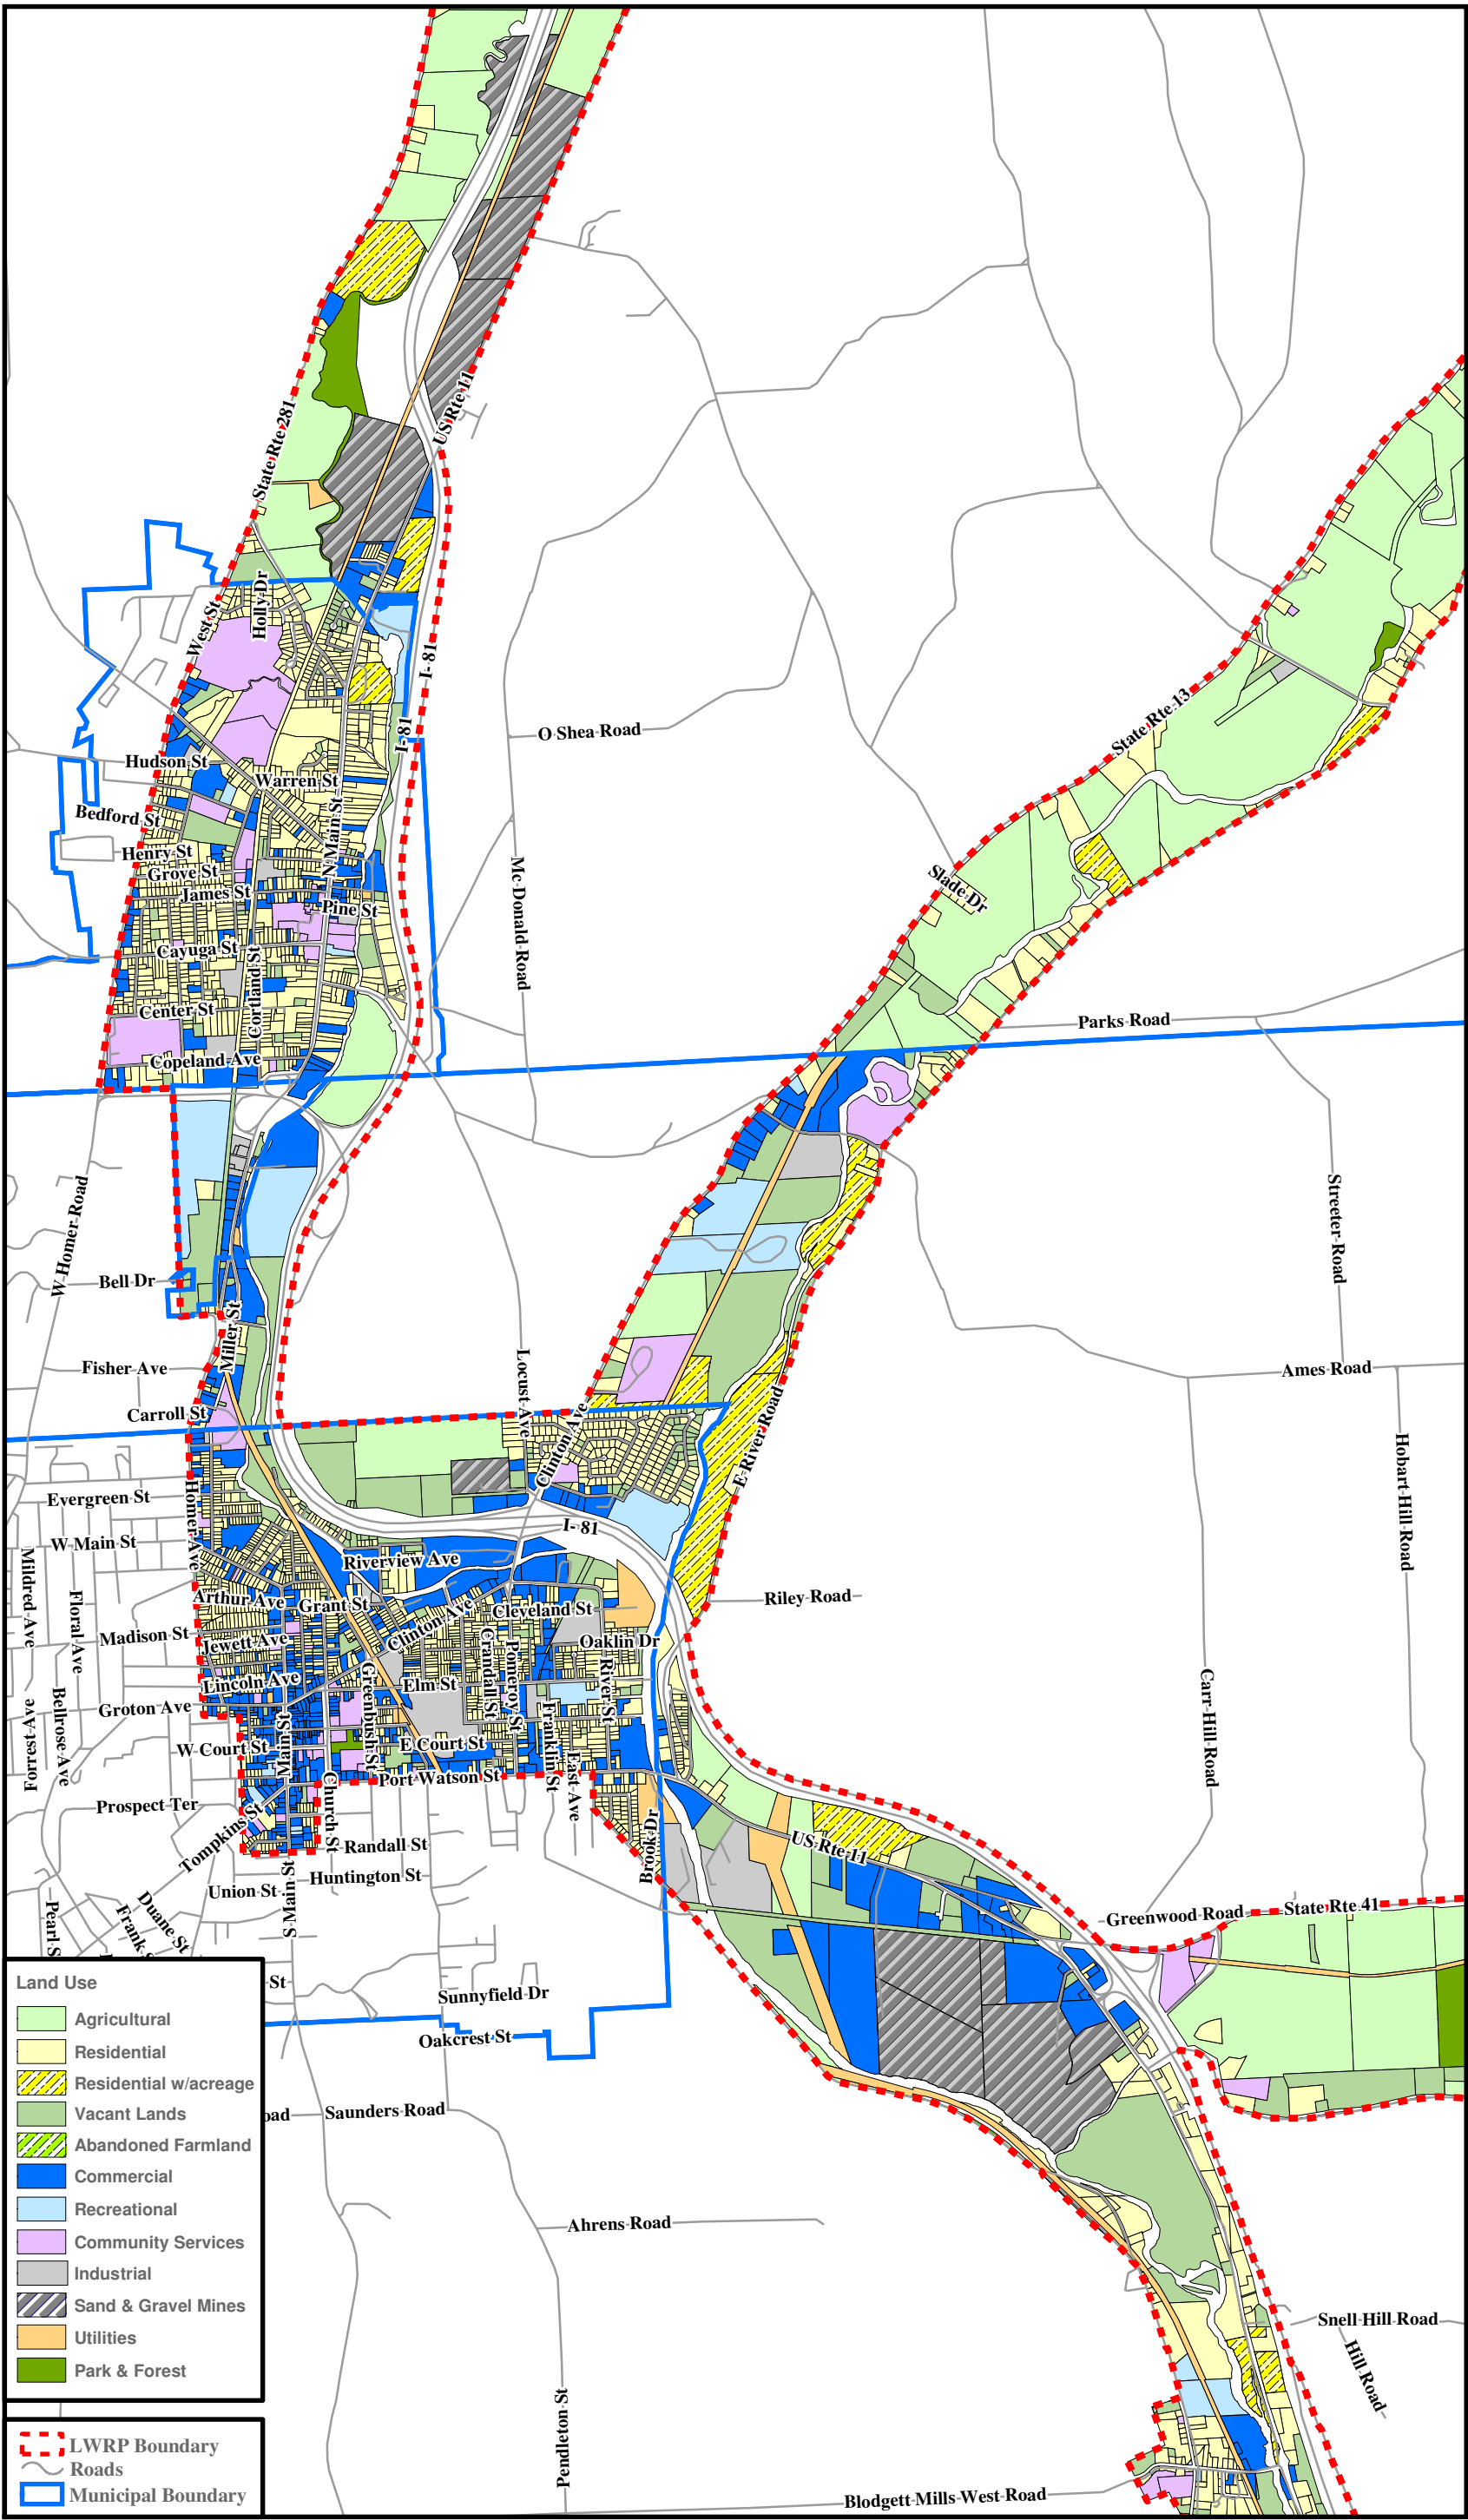 US Rte 11
State Rte 281
Holly Dr
West St
I- 81
I- 81
O Shea Road
State Rte 13
Hudson St
Warren St
Bedford St
N Main St
Henry St
Grove St
James St
Mc Donald Road
Slade Dr
Pine St
Cayuga St
Cortland St
Center St
Parks Road
Copeland Ave
W Homer Road
Streeter Road
Bell Dr
Miller St
Fisher Ave
Locust Ave
Ames Road
Carroll St
Clinton Ave
E River Road
Hobart Hill Road
Evergreen St
Homer Ave
I- 81
W Main St
Riverview Ave
Mildred Ave
Floral Ave
Arthur Ave
Grant St
Clinton Ave
Cleveland St
Riley Road
Madison St
Jewett Ave
Oaklin Dr
Crandall St
Pomeroy St
Lincoln Ave
Greenbush St
Elm St
River St
Carr Hill Road
Groton Ave
Forrest Ave
Bellrose Ave
Main St
W Court St
E Court St
Franklin St
East Ave
Port Watson St
Prospect Ter
Church St
Tompkins St
Randall St
Brook Dr
US Rte 11
Union St
Huntington St
S Main St
Pearl S
Frank S
Duane St
Greenwood Road
State Rte 41
St
Sunnyfield Dr
Oakcrest St
oad
Saunders Road
Ahrens Road
Snell Hill Road
Hill Road
Pendleton St
Blodgett Mills West Road
Land Use
Agricultural
Residential
Residential w/acreage
Vacant Lands
Abandoned Farmland
Commercial
Recreational
Community Services
Industrial
Sand & Gravel Mines
Utilities
Park & Forest
LWRP Boundary
Roads
Municipal Boundary